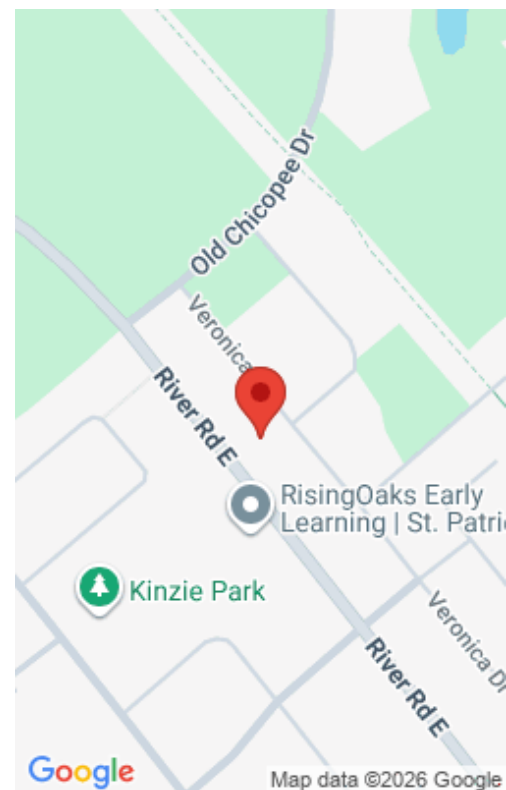 Old Chicopee Dr
Veronica
River Rd E
RisingOaks Early
Learning | St. Patric
Kinzie Park
Veronica Dr
River Rd E
Google
Map data ©2026 Google